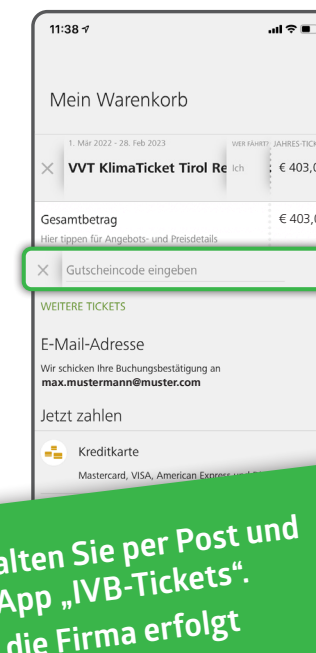 11:38
Mein Warenkorb
1. Mär 2022 - 28. Feb 2023 WER FÄHRT? JAHRES-TICK
VVT KlimaTicket Tirol Re Ich € 403,0
Gesamtbetrag € 403,0
Hier tippen für Angebots- und Preisdetails
Gutscheincode eingeben
WEITERE TICKETS
E-Mail-Adresse
Wir schicken Ihre Buchungsbestätigung an
max.mustermann@muster.com
Jetzt zahlen
Kreditkarte
Mastercard, VISA, American Express und
alten Sie per Post und
App „IVB-Tickets“.
die Firma erfolgt